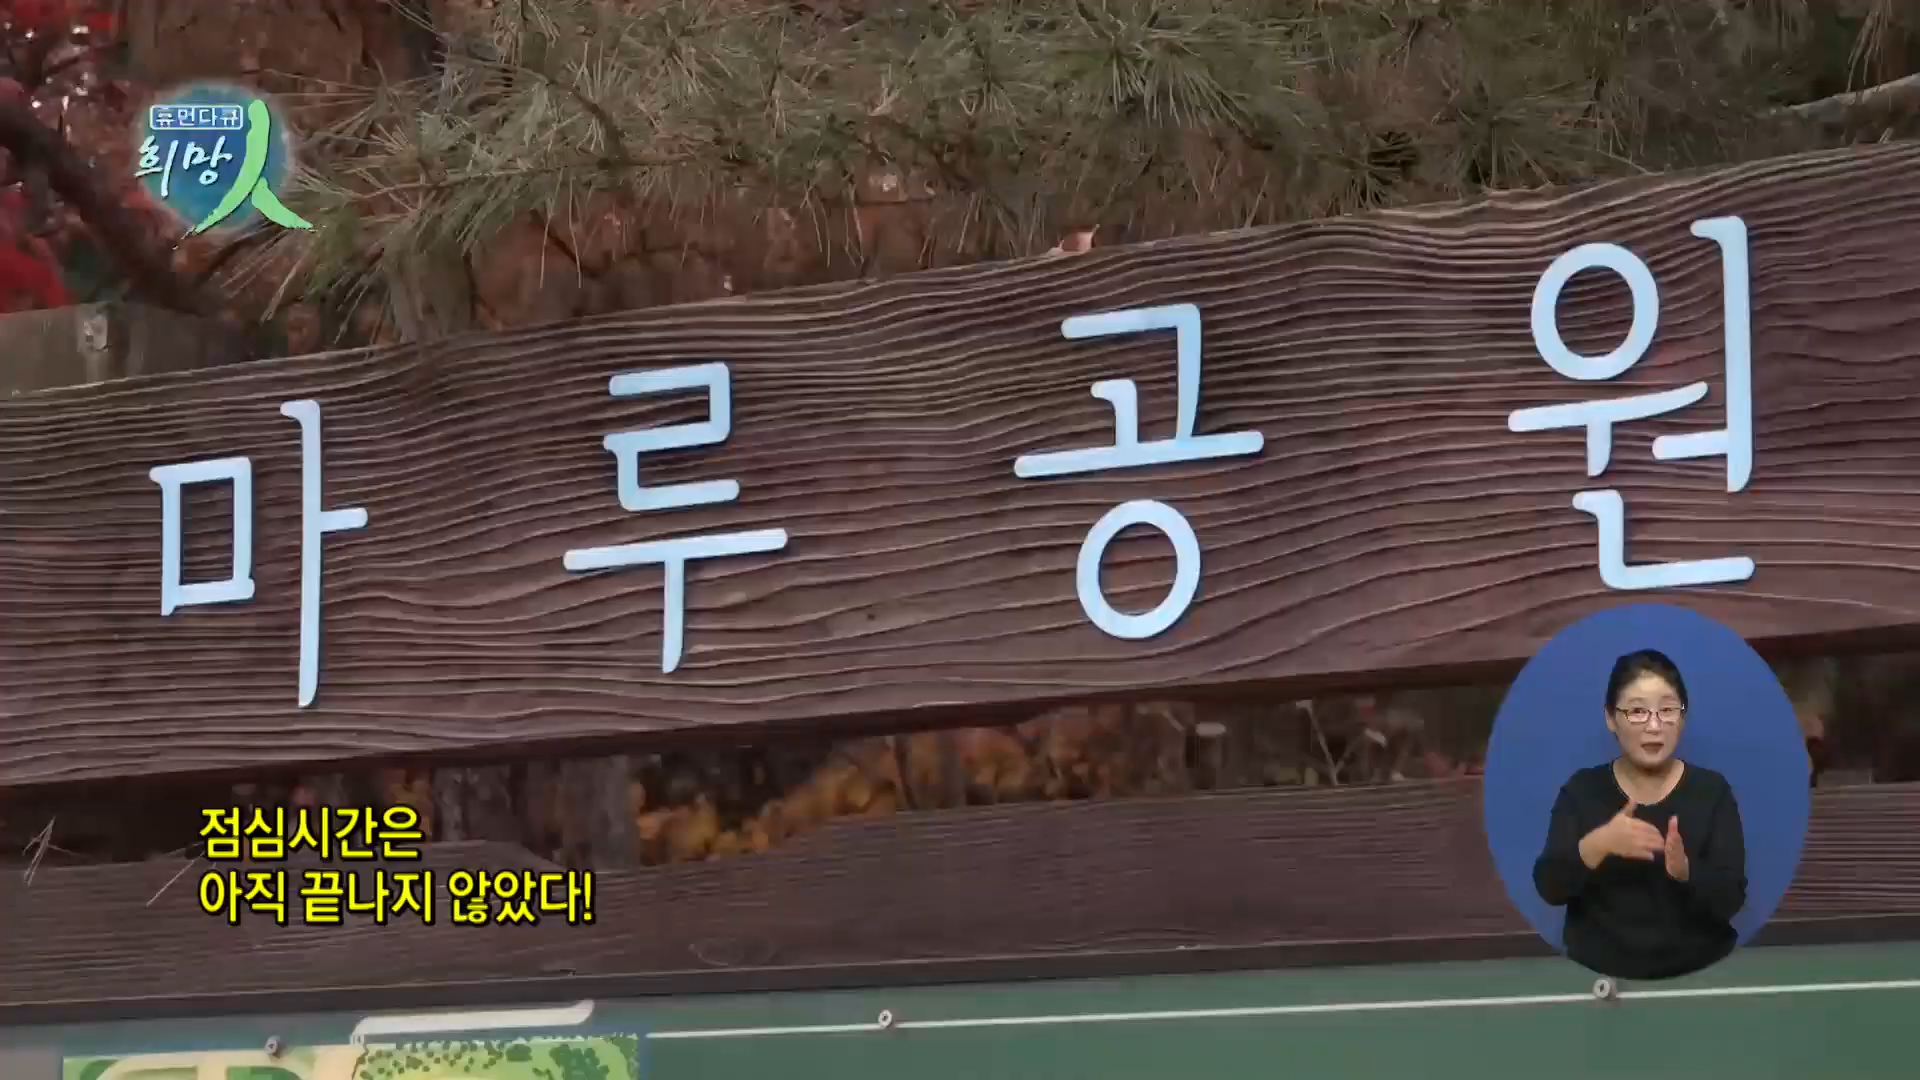 휴먼다큐
희망人
마루공원
점심시간은
아직 끝나지 않았다!